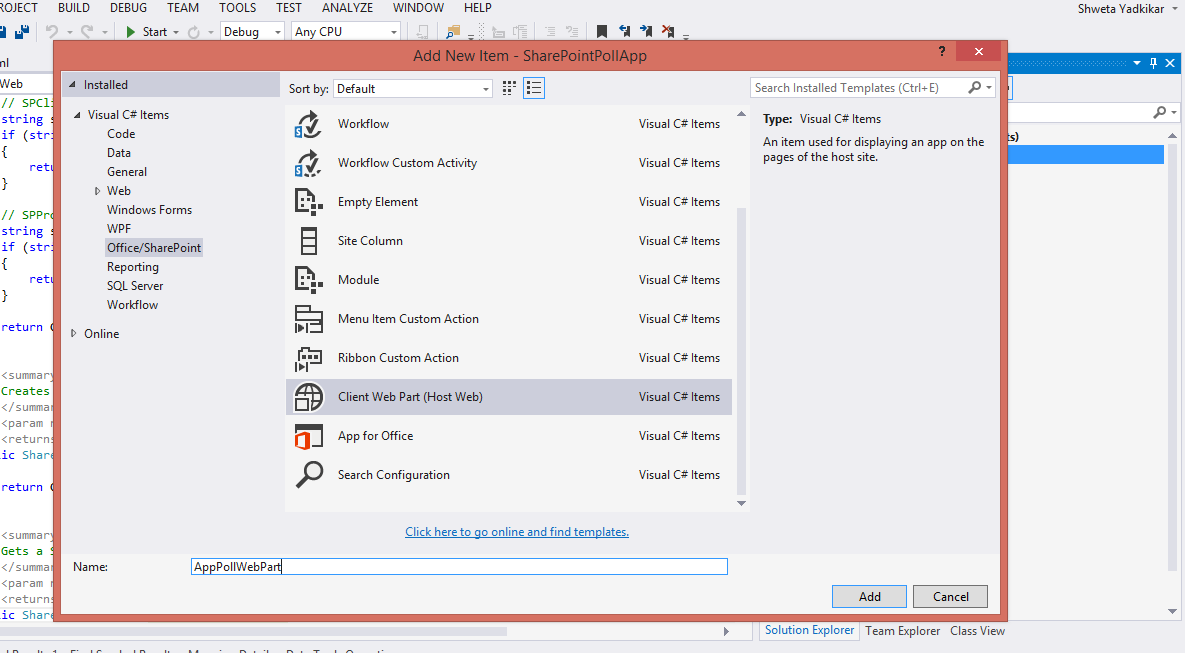 ROJECT BUILD DEBUG TEAM TOOLS TEST ANALYZE WINDOW HELP
Shweta Yadkikar
Start Debug Any CPU
Add New Item - SharePointPollApp
?
Installed
Sort by: Default
Search Installed Templates (Ctrl+E)
Visual C# Items
Code
Data
General
Web
Windows Forms
WPF
Office/SharePoint
Reporting
SQL Server
Workflow
Online
Workflow Visual C# Items
Workflow Custom Activity Visual C# Items
Empty Element Visual C# Items
Site Column Visual C# Items
Module Visual C# Items
Menu Item Custom Action Visual C# Items
Ribbon Custom Action Visual C# Items
Client Web Part (Host Web) Visual C# Items
App for Office Visual C# Items
Search Configuration Visual C# Items
Type: Visual C# Items
An item used for displaying an app on the
pages of the host site.
Click here to go online and find templates.
Name: AppPollWebPart
Add Cancel
ml
Web
// SPCli
string s
if (stri
{
retu
}
// SPPro
string s
if (stri
{
retu
}
return C
<summary
Creates
</summar
<param n
<returns
lic Share
return C
<summary
Gets a S
</summar
<param n
<returns
lic Share
ts)
Solution Explorer Team Explorer Class View